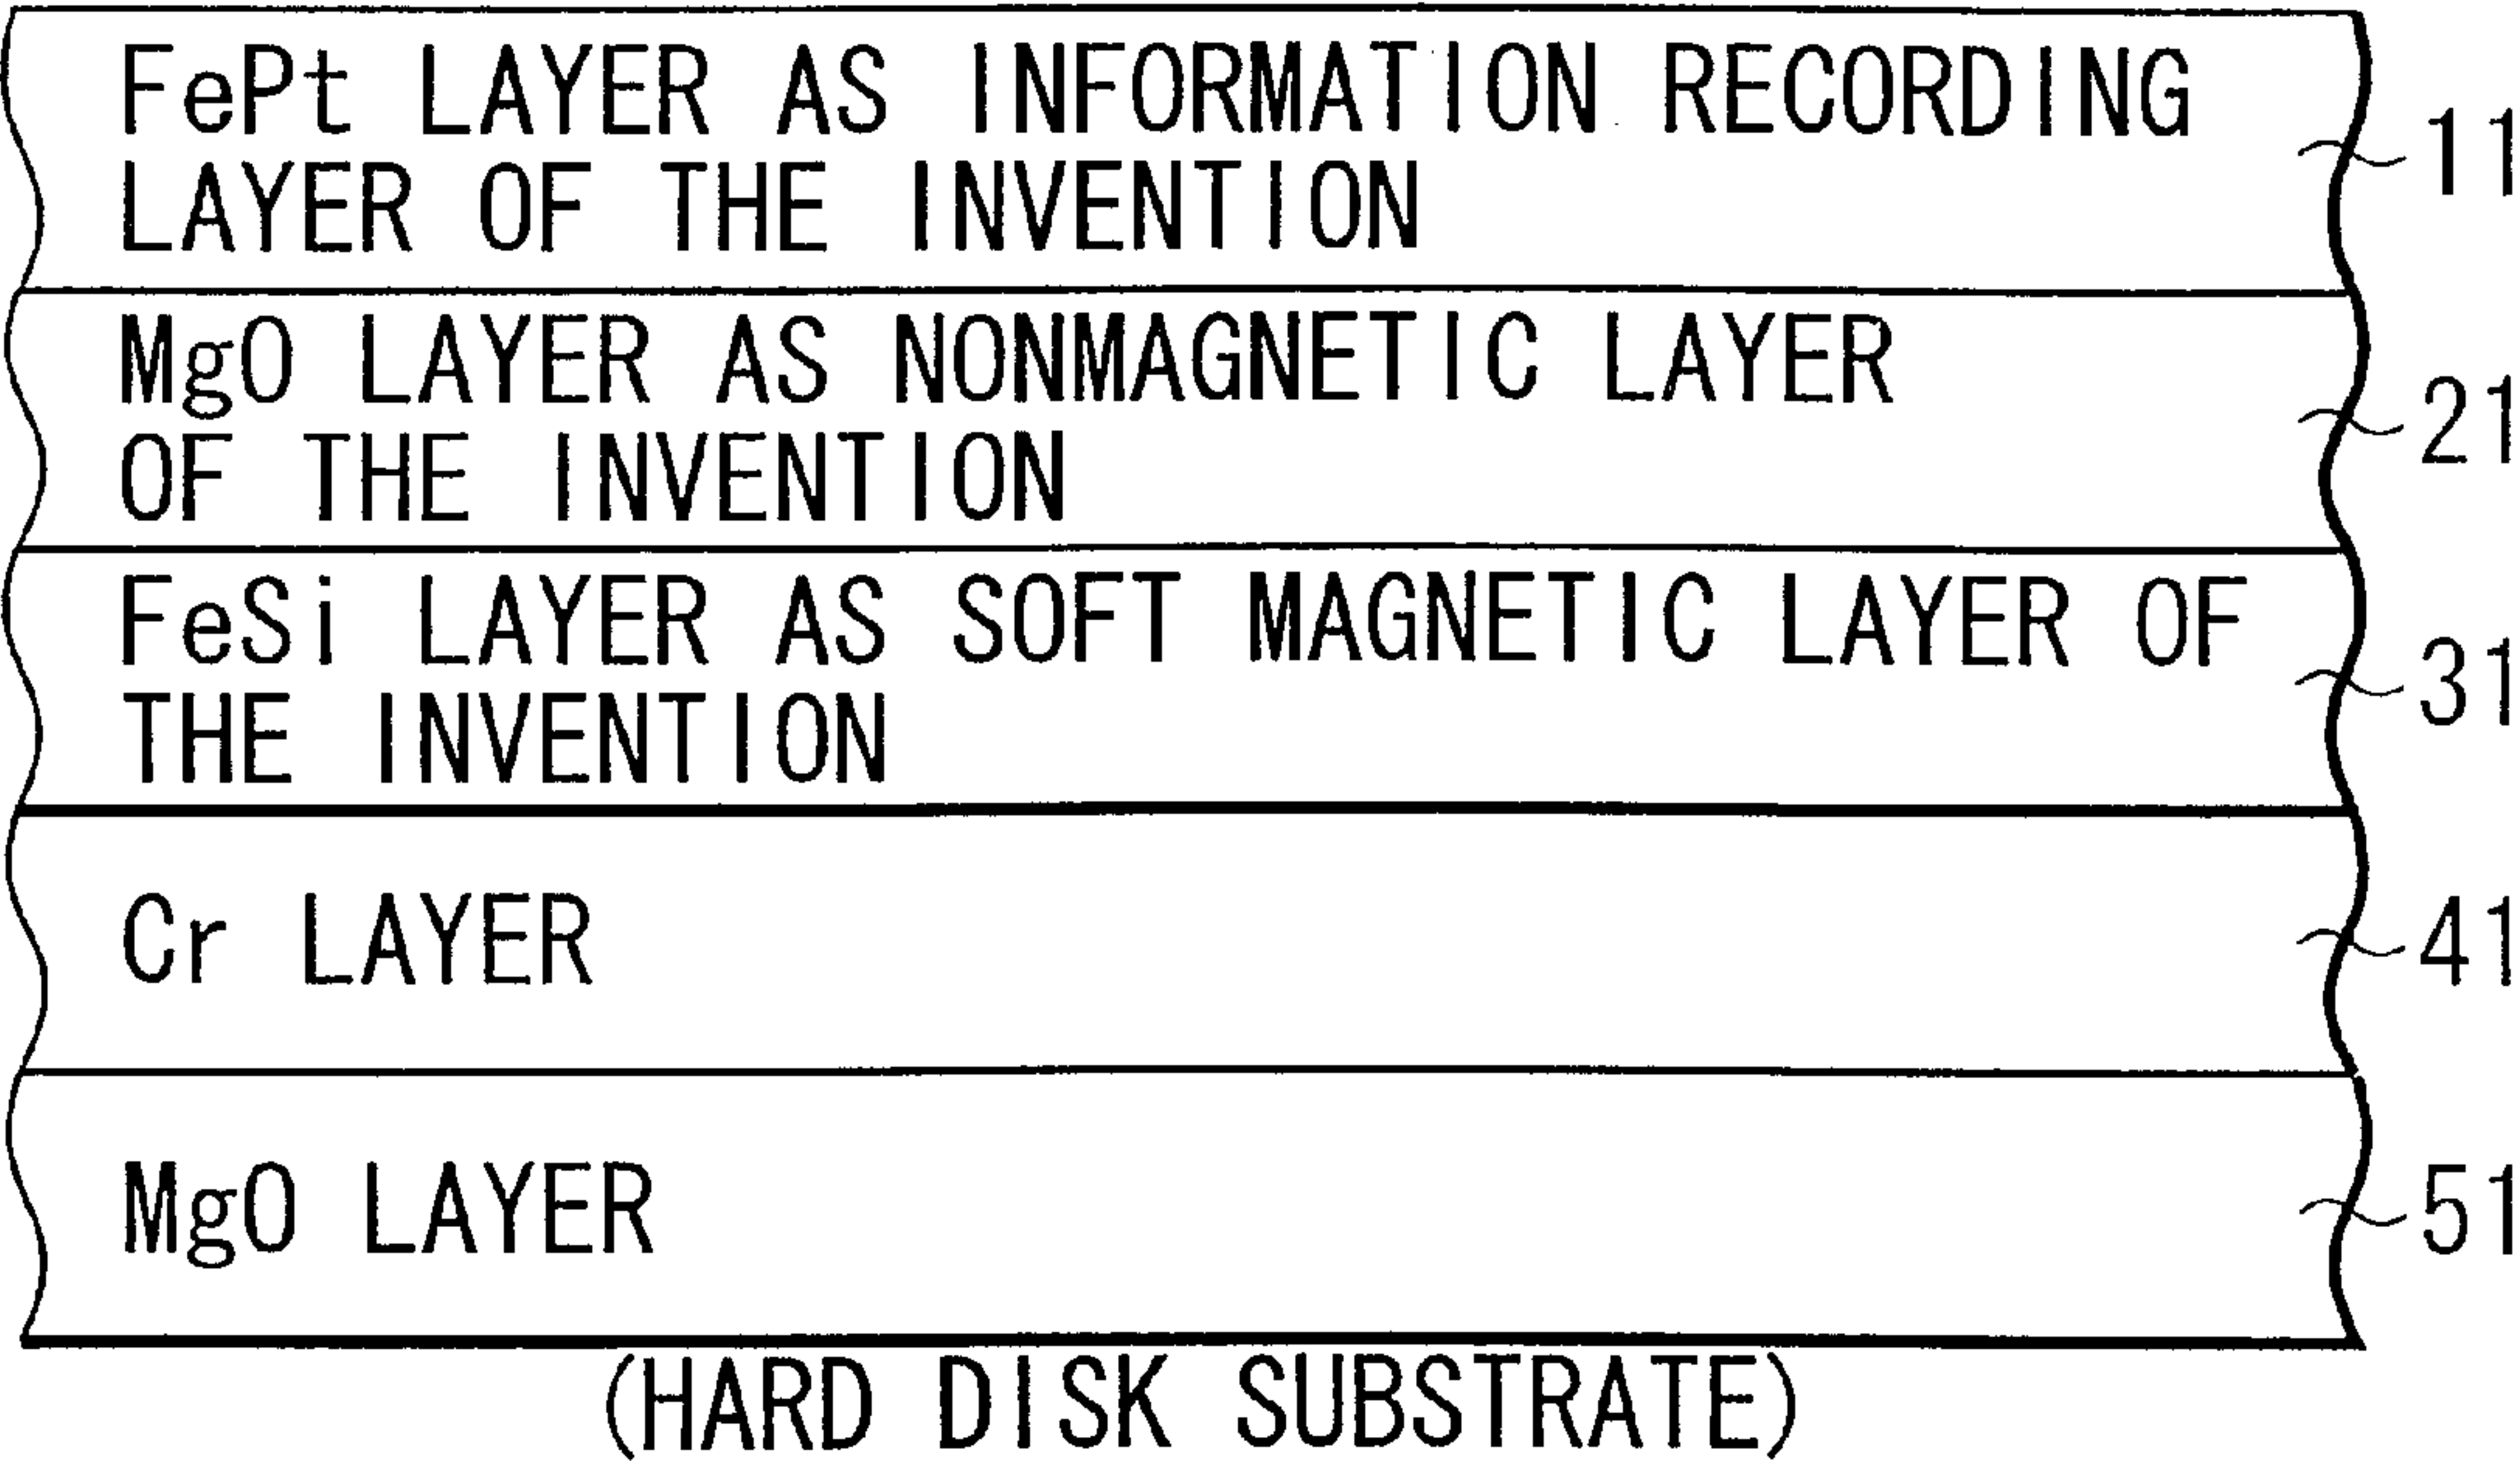 FePt LAYER AS INFORMATION RECORDING
LAYER OF THE INVENTION
11
MgO LAYER AS NONMAGNETIC LAYER
OF THE INVENTION
21
FeSi LAYER AS SOFT MAGNETIC LAYER OF
THE INVENTION
31
Cr LAYER
41
MgO LAYER
51
(HARD DISK SUBSTRATE)